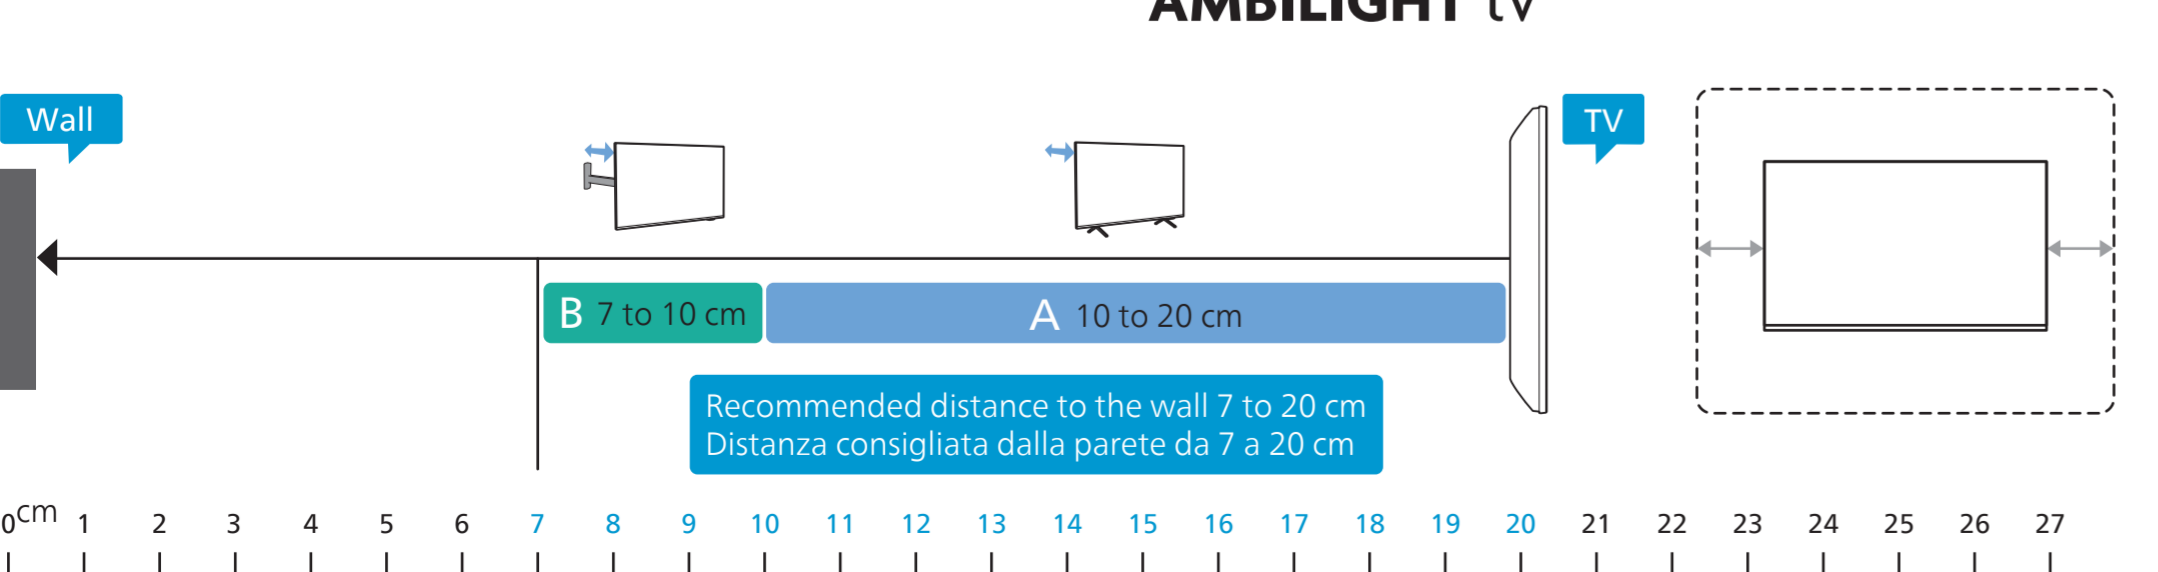 AMBILIGHT tv
Wall
TV
B 7 to 10 cm
A 10 to 20 cm
Recommended distance to the wall 7 to 20 cm
Distanza consigliata dalla parete da 7 a 20 cm
0cm 1 2 3 4 5 6 7 8 9 10 11 12 13 14 15 16 17 18 19 20 21 22 23 24 25 26 27